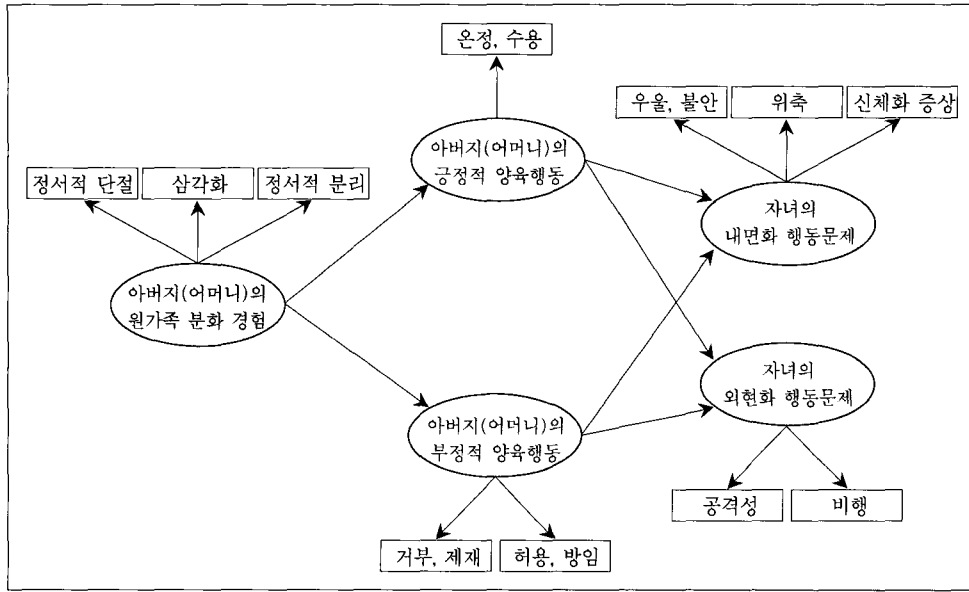 온정, 수용
우울, 불안
위축
신체화 증상
아버지(어머니)의
긍정적 양육행동
정서적 단절
삼각화
정서적 분리
자녀의
내면화 행동문제
아버지(어머니)의
원가족 분화 경험
자녀의
외현화 행동문제
아버지(어머니)의
부정적 양육행동
공격성
비행
거부, 제재
허용, 방임